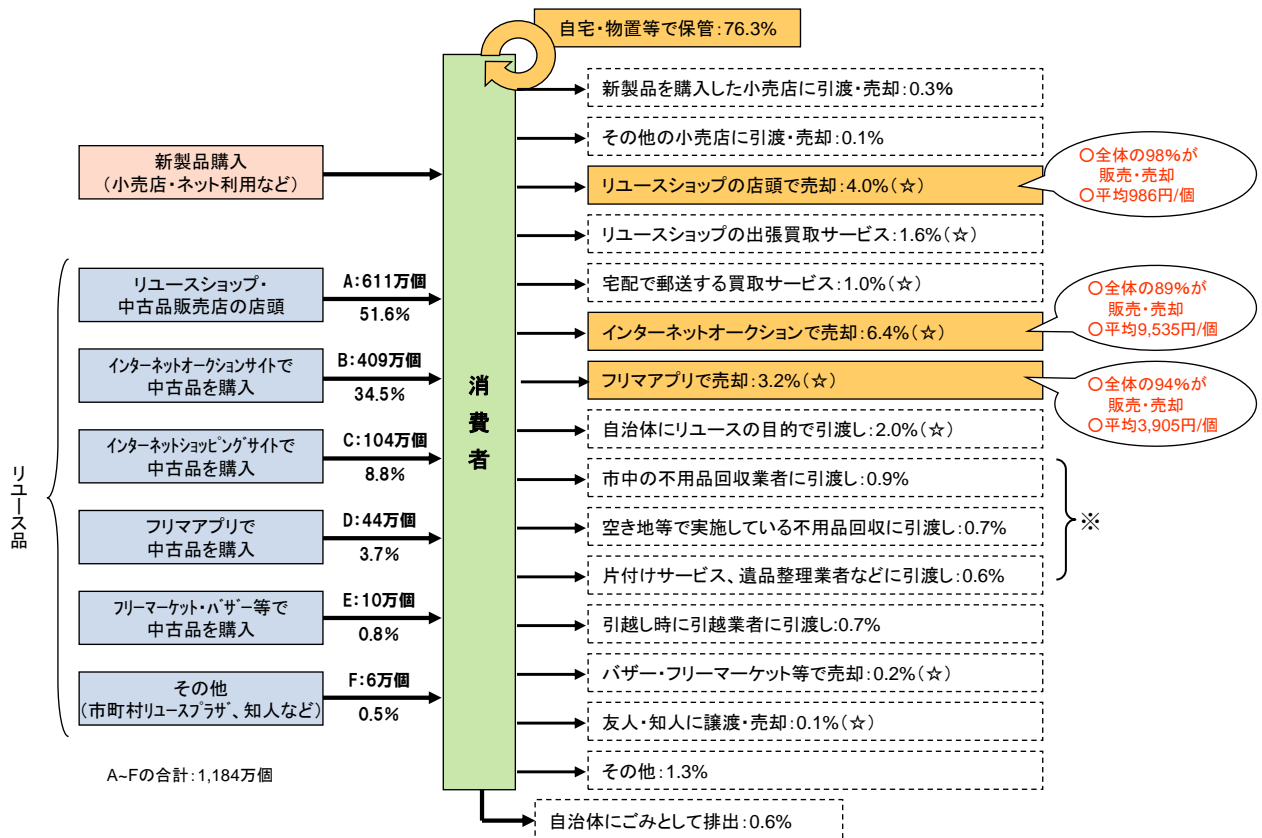 自宅・物置等で保管:76.3%
新製品購入
(小売店・ネット利用など)
リユース品
リユースショップ・
中古品販売店の店頭
A:611万個
51.6%
インターネットオークションサイトで
中古品を購入
B:409万個
34.5%
インターネットショッピングサイトで
中古品を購入
C:104万個
8.8%
フリマアプリで
中古品を購入
D:44万個
3.7%
フリーマーケット・バザー等で
中古品を購入
E:10万個
0.8%
その他
(市町村リユースプラザ、知人など)
F:6万個
0.5%
A~Fの合計:1,184万個
消費者
新製品を購入した小売店に引渡・売却:0.3%
その他の小売店に引渡・売却:0.1%
リユースショップの店頭で売却:4.0%(☆)
○全体の98%が
販売・売却
○平均986円/個
リユースショップの出張買取サービス:1.6%(☆)
宅配で郵送する買取サービス:1.0%(☆)
インターネットオークションで売却:6.4%(☆)
○全体の89%が
販売・売却
○平均9,535円/個
フリマアプリで売却:3.2%(☆)
○全体の94%が
販売・売却
○平均3,905円/個
自治体にリユースの目的で引渡し:2.0%(☆)
市中の不用品回収業者に引渡し:0.9%
空き地等で実施している不用品回収に引渡し:0.7%
片付けサービス、遺品整理業者などに引渡し:0.6%
※
引越し時に引越業者に引渡し:0.7%
バザー・フリーマーケット等で売却:0.2%(☆)
友人・知人に譲渡・売却:0.1%(☆)
その他:1.3%
自治体にごみとして排出:0.6%